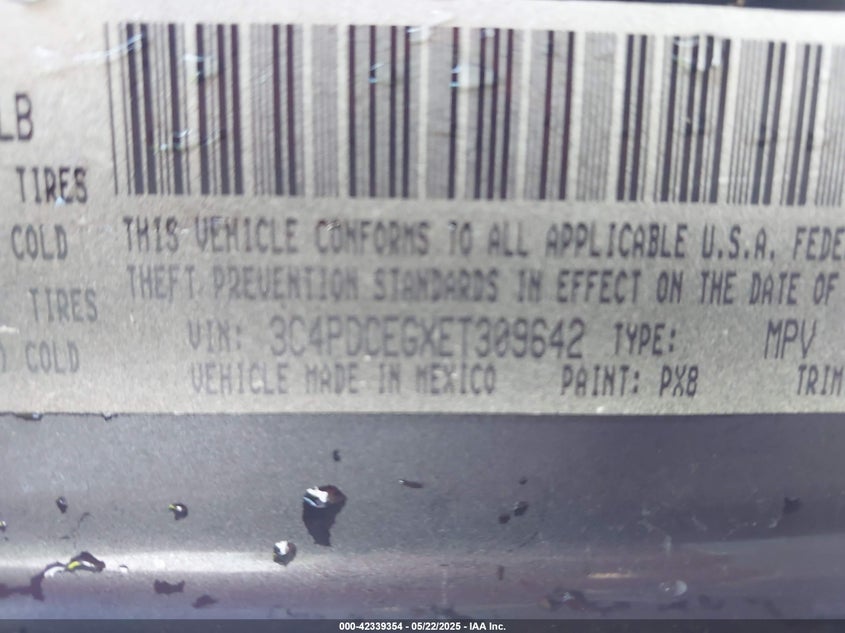 LB
TIRES
COLD
TIRES
) COLD
THIS VEHICLE CONFORMS TO ALL APPLICABLE U.S.A. FEDE
THEFT PREVENTION STANDARDS IN EFFECT ON THE DATE OF
VIN: 3C4PDCEGXET309642 TYPE: MPV
VEHICLE MADE IN MEXICO PAINT: PX8 TRIM
000-42339354 - 05/22/2025 - IAA Inc.